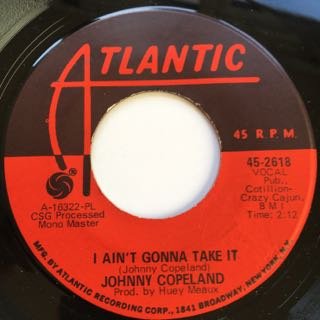 ATLANTIC
45 R.P.M.
45-2618
VOCAL
Pub.,
Cotillion-
Crazy Cajun,
BMI
Time: 2:12
A-16322-PL
CSG Processed
Mono Master
I AIN'T GONNA TAKE IT
(Johnny Copeland)
JOHNNY COPELAND
Prod. by Huey Meaux
MFG. BY ATLANTIC RECORDING CORP., 1841 BROADWAY, NEW YORK, N.Y.